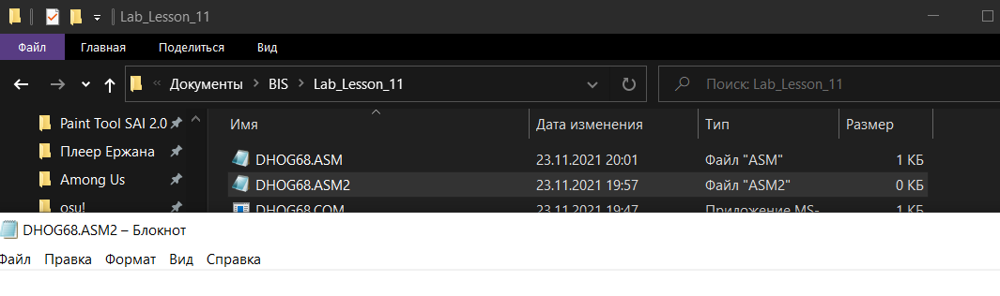 Lab_Lesson_11
Файл Главная Поделиться Вид
« Документы > BIS > Lab_Lesson_11
Поиск: Lab_Lesson_11
Paint Tool SAI 2.0
Плеер Ержана
Among Us
osu!
Имя Дата изменения Тип Размер
DHOG68.ASM 23.11.2021 20:01 Файл "ASM" 1 КБ
DHOG68.ASM2 23.11.2021 19:57 Файл "ASM2" 0 КБ
DHOG68.COM 23.11.2021 19:47 Приложение MS- 1 КБ
DHOG68.ASM2 – Блокнот
Файл Правка Формат Вид Справка